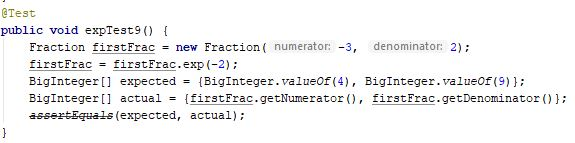 @Test
public void expTest9() {
Fraction firstFrac = new Fraction( numerator: -3, denominator: 2);
firstFrac = firstFrac.exp(-2);
BigInteger[] expected = {BigInteger.valueOf(4), BigInteger.valueOf(9)};
BigInteger[] actual = {firstFrac.getNumerator(), firstFrac.getDenominator()};
assertEquals(expected, actual);
}